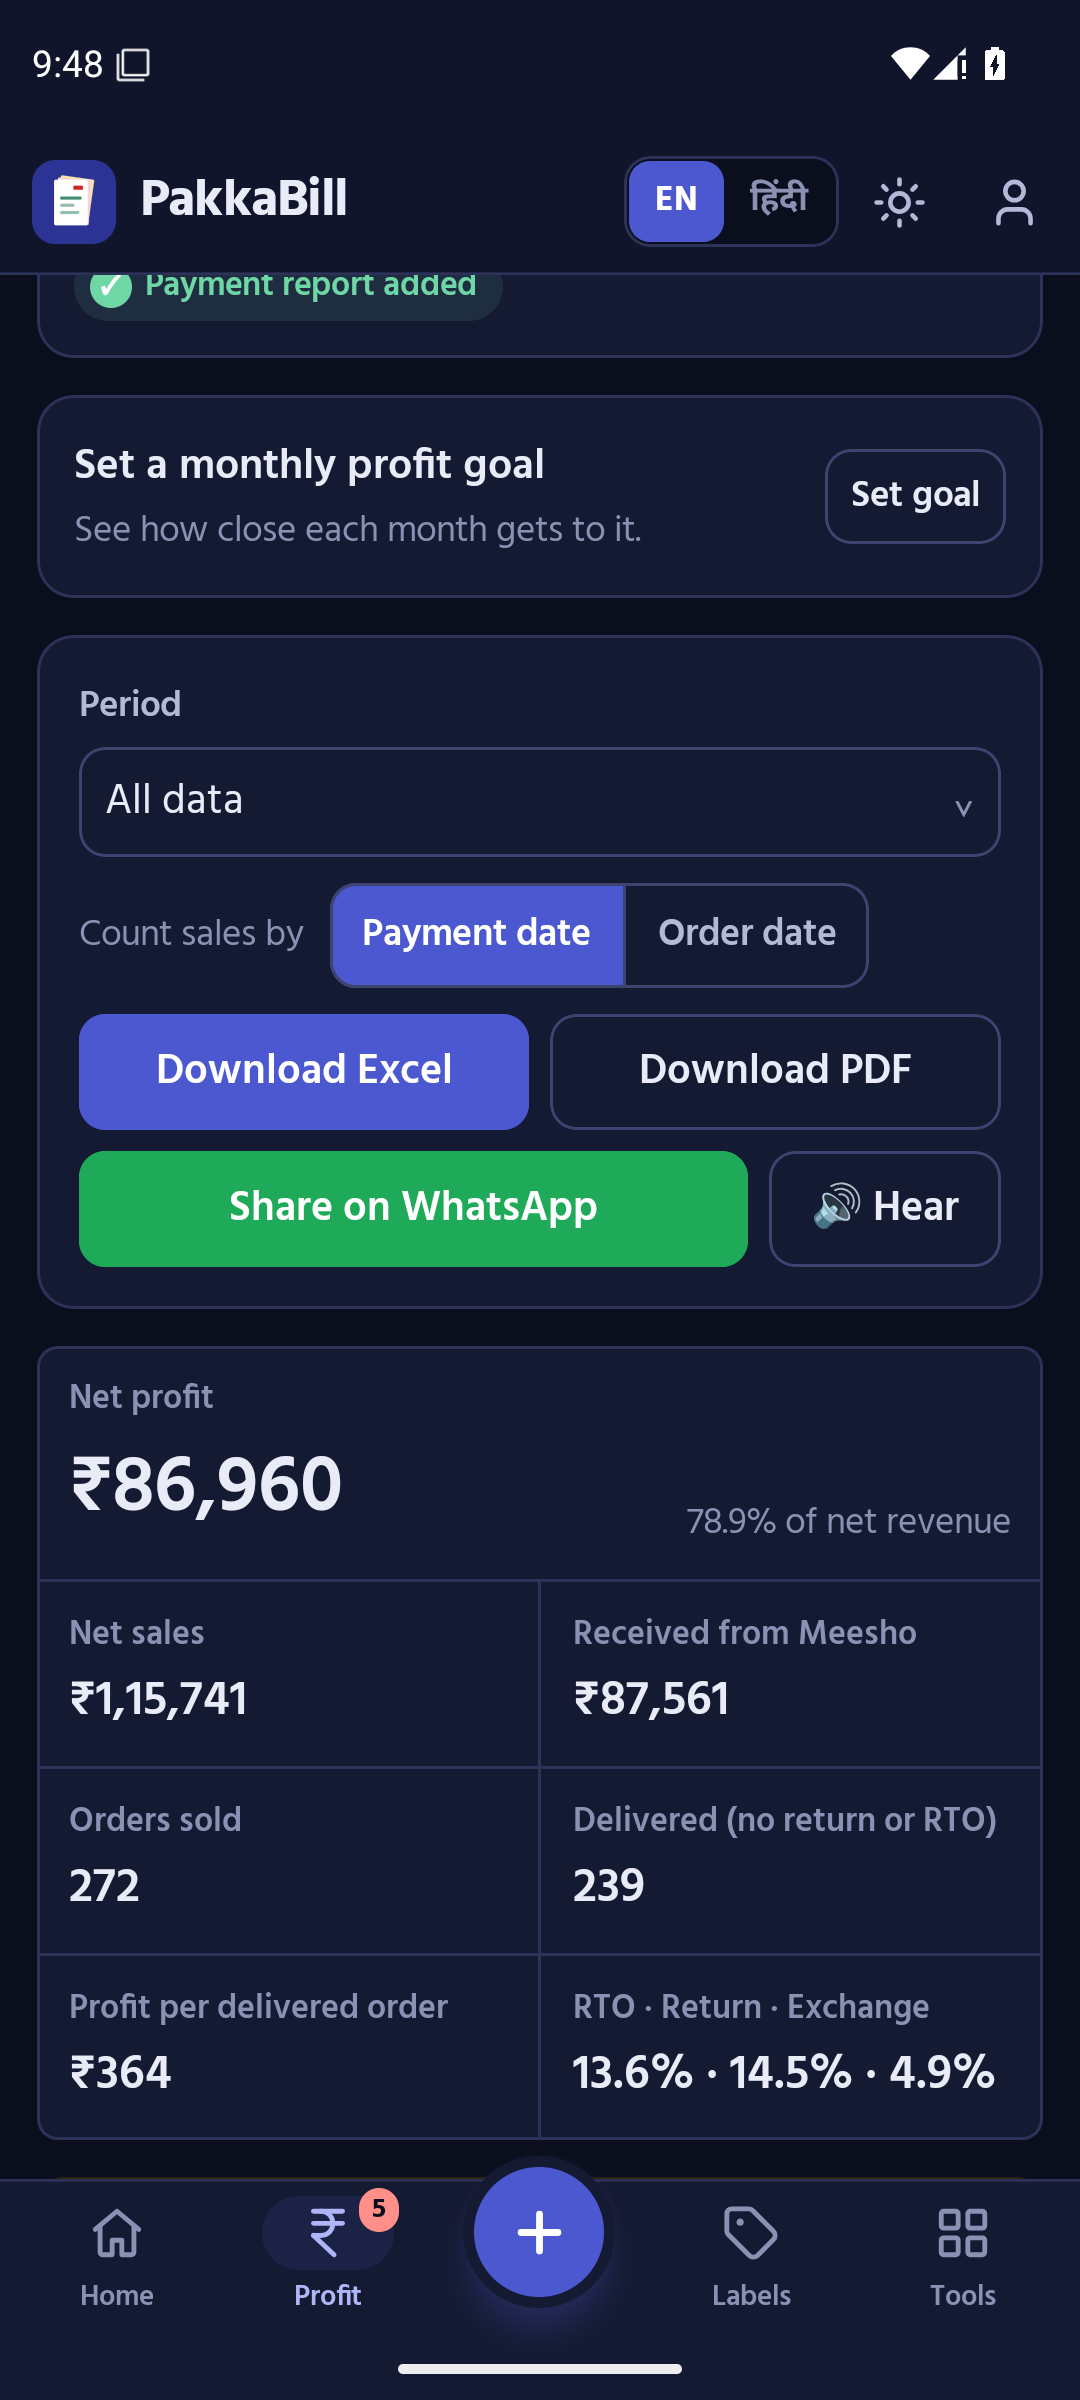 9:48
PakkaBill
EN हिंदी
Payment report added
Set a monthly profit goal
See how close each month gets to it.
Set goal
Period
All data
Count sales by
Payment date
Order date
Download Excel
Download PDF
Share on WhatsApp
Hear
Net profit
₹86,960
78.9% of net revenue
Net sales
₹1,15,741
Received from Meesho
₹87,561
Orders sold
272
Delivered (no return or RTO)
239
Profit per delivered order
₹364
RTO · Return · Exchange
13.6% · 14.5% · 4.9%
5
Home
Profit
Labels
Tools